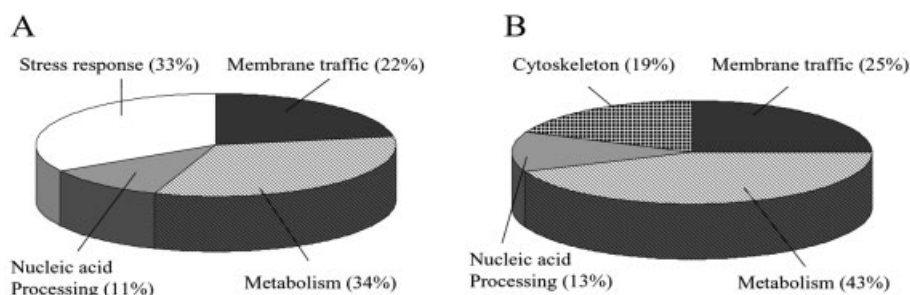 A
Stress response (33%)
Membrane traffic (22%)
Nucleic acid
Processing (11%)
Metabolism (34%)
B
Cytoskeleton (19%)
Membrane traffic (25%)
Nucleic acid
Processing (13%)
Metabolism (43%)